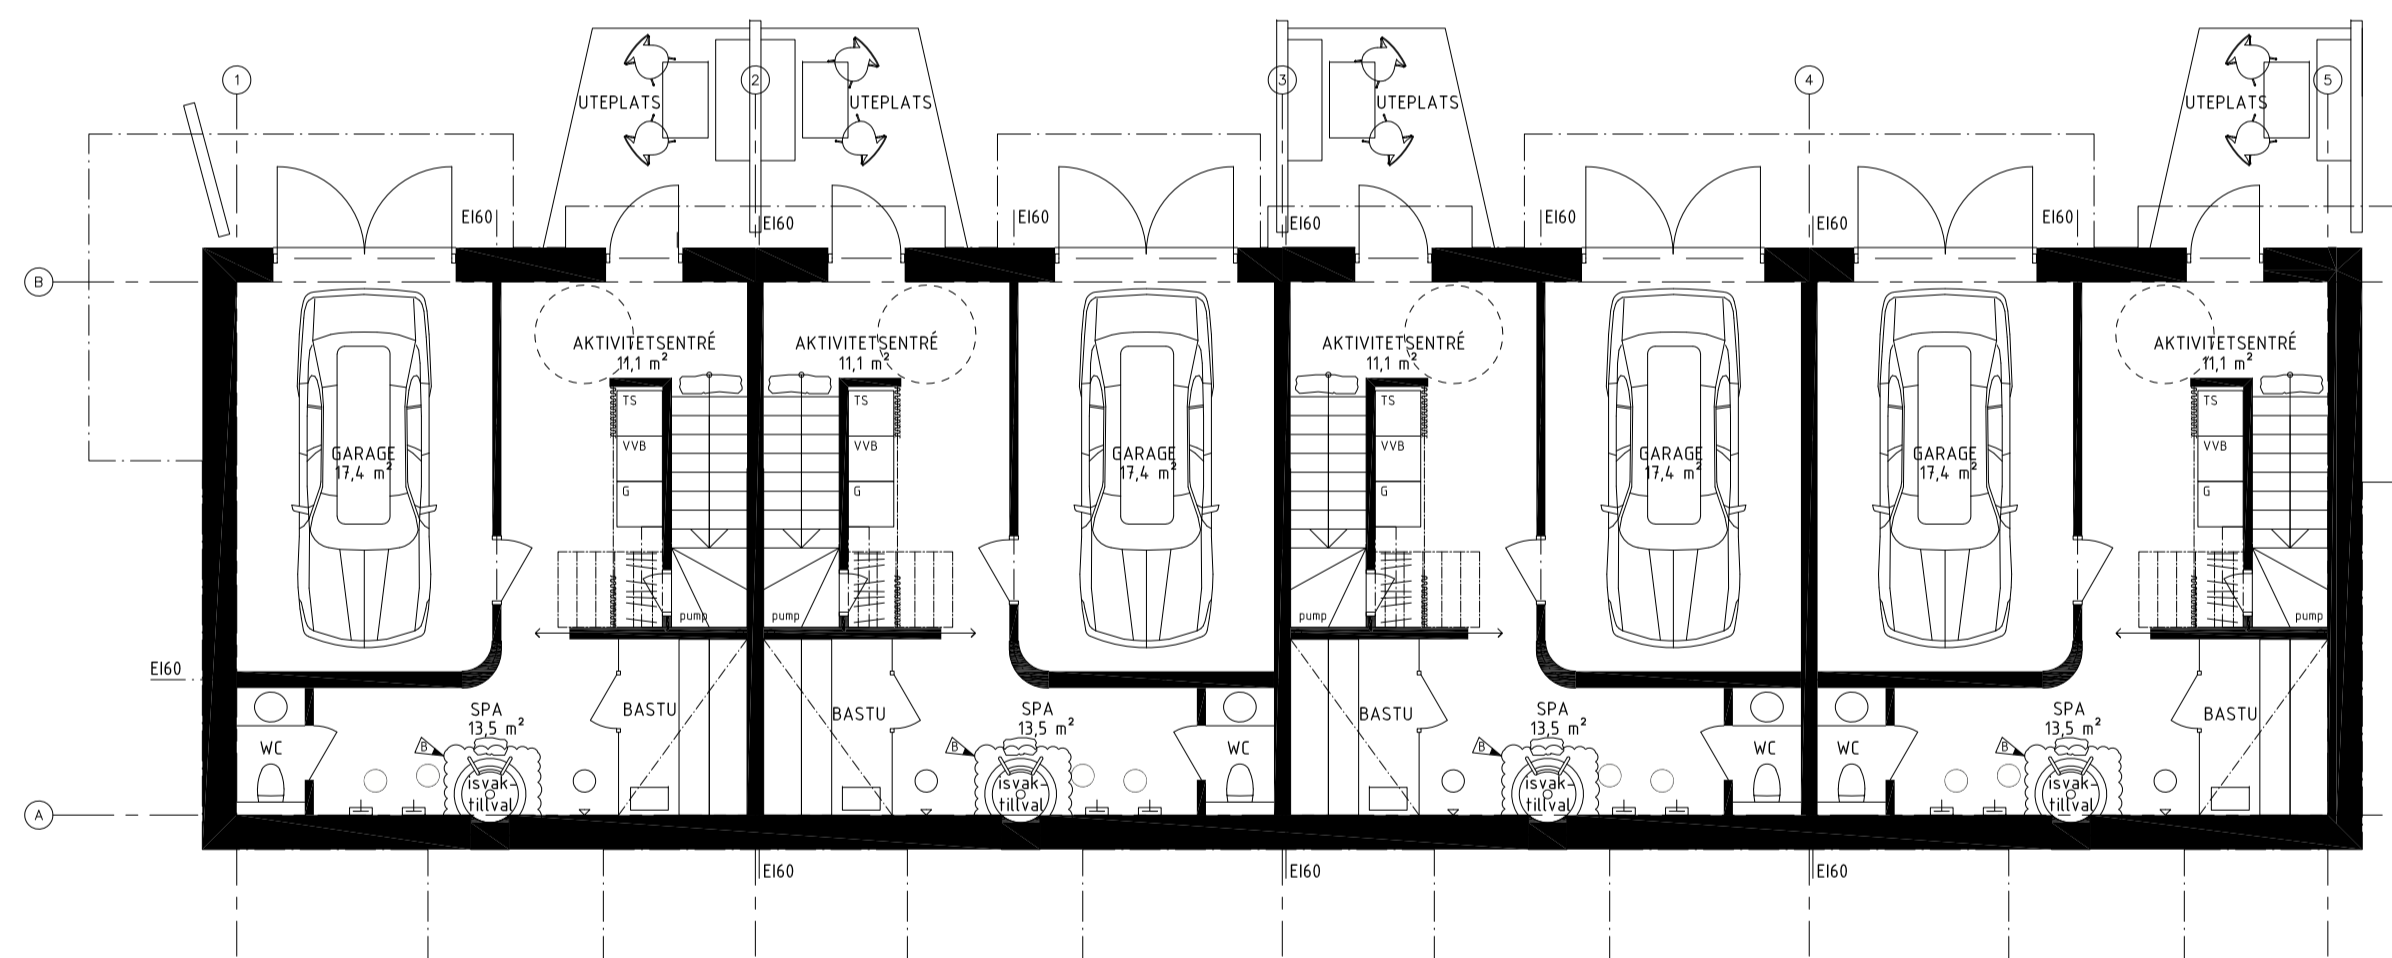 1
2
3
4
5
UTEPLATS
UTEPLATS
UTEPLATS
UTEPLATS
EI60
EI60
EI60
EI60
EI60
EI60
EI60
B
AKTIVITETSENTRÉ
11,1 m²
AKTIVITETSENTRÉ
11,1 m²
AKTIVITETSENTRÉ
11,1 m²
AKTIVITETSENTRÉ
11,1 m²
TS
VVB
G
TS
VVB
G
TS
VVB
G
TS
VVB
G
GARAGE
17,4 m²
GARAGE
17,4 m²
GARAGE
17,4 m²
GARAGE
17,4 m²
pump
pump
pump
pump
EI60
SPA
13,5 m²
BASTU
BASTU
SPA
13,5 m²
BASTU
SPA
13,5 m²
SPA
13,5 m²
BASTU
WC
B
B
WC
B
WC
WC
B
isvak-
tillval
isvak-
tillval
isvak-
tillval
isvak-
tillval
A
EI60
EI60
EI60